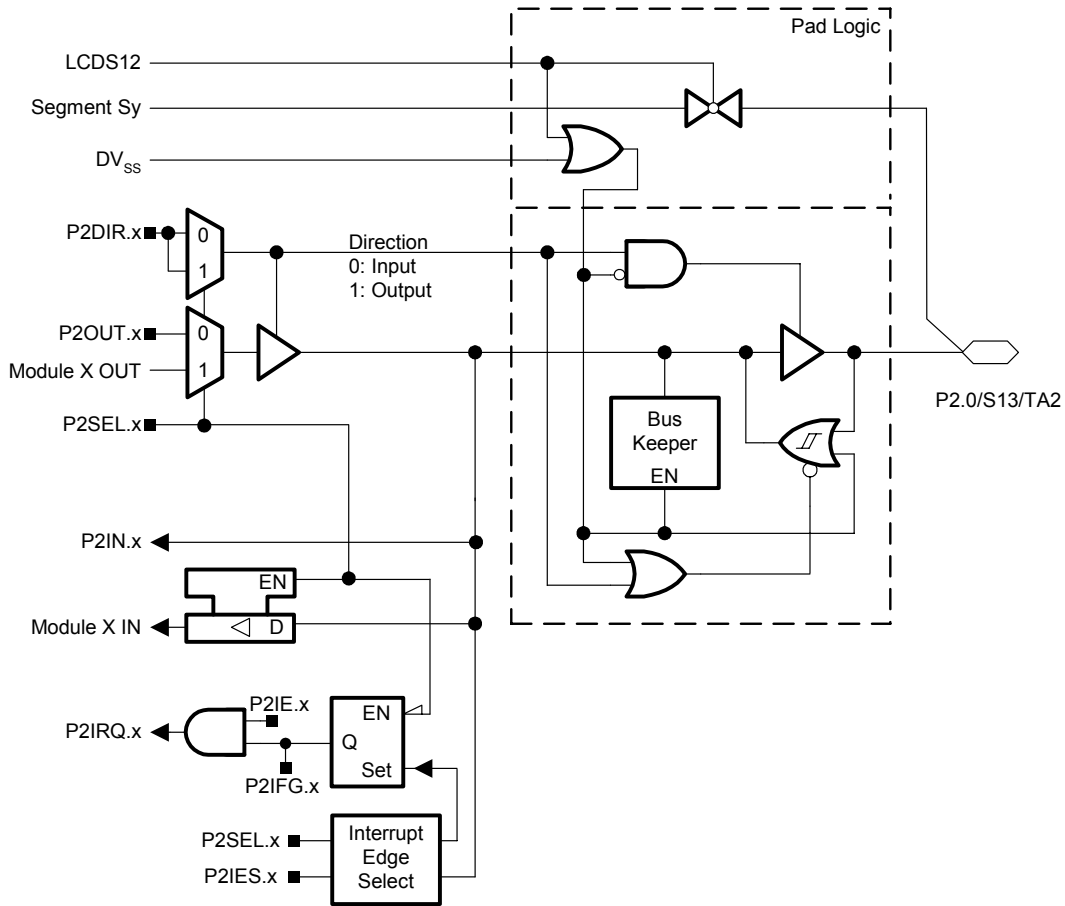 Pad Logic
LCDS12
Segment Sy
DVSS
P2DIR.x
0
1
Direction
0: Input
1: Output
P2OUT.x
0
Module X OUT
1
P2SEL.x
P2.0/S13/TA2
Bus
Keeper
EN
P2IN.x
EN
Module X IN
D
P2IE.x
EN
P2IRQ.x
Q
Set
P2IFG.x
P2SEL.x
Interrupt
Edge
Select
P2IES.x